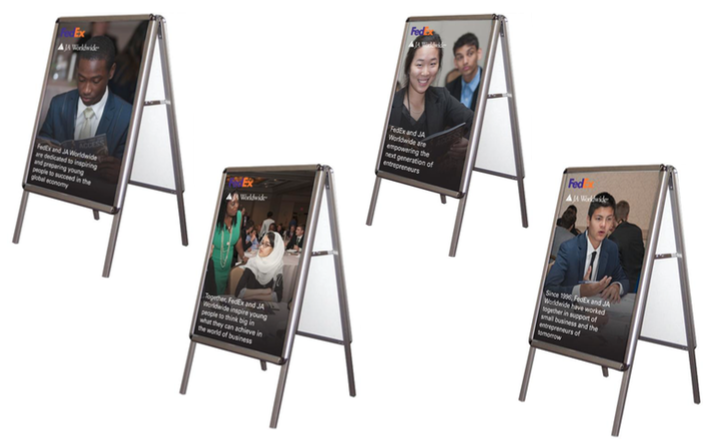 FedEx
JA Worldwide
FedEx and JA Worldwide
are dedicated to inspiring
and preparing young
people to succeed in the
global economy
FedEx
JA Worldwide
FedEx and JA
Worldwide are
empowering the
next generation of
entrepreneurs
FedEx
JA Worldwide
Together, FedEx and JA
Worldwide inspire young
people to think big in
what they can achieve in
the world of business
FedEx
JA Worldwide
Since 1996, FedEx and JA
Worldwide have worked
together in support of
small business and the
entrepreneurs of
tomorrow